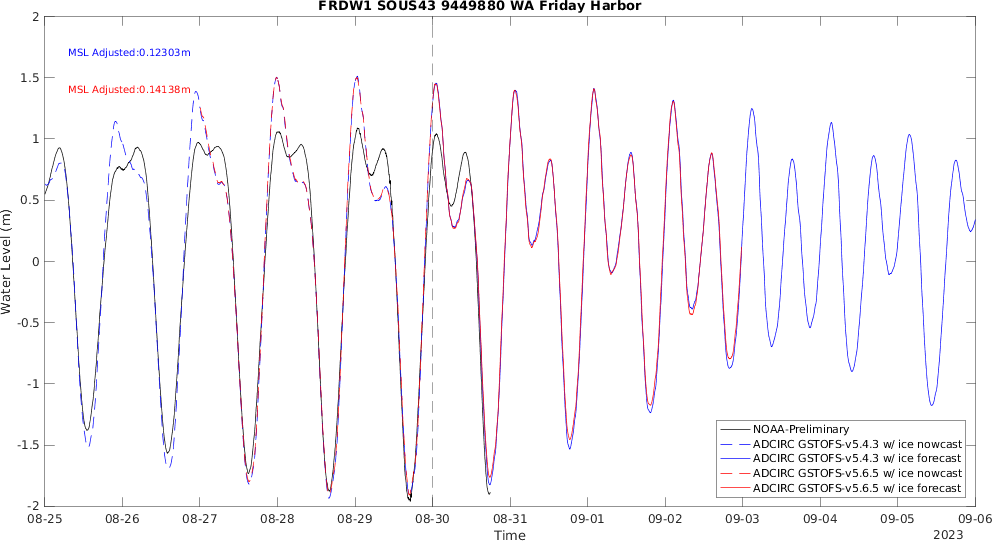 FRDW1 SOUS43 9449880 WA Friday Harbor
MSL Adjusted:0.12303m
MSL Adjusted:0.14138m
Water Level (m)
2
1.5
1
0.5
0
-0.5
-1
-1.5
-2
NOAA-Preliminary
ADCIRC GSTOFS-v5.4.3 w/ ice nowcast
ADCIRC GSTOFS-v5.4.3 w/ ice forecast
ADCIRC GSTOFS-v5.6.5 w/ ice nowcast
ADCIRC GSTOFS-v5.6.5 w/ ice forecast
08-25 08-26 08-27 08-28 08-29 08-30 08-31 09-01 09-02 09-03 09-04 09-05 09-06
Time
2023